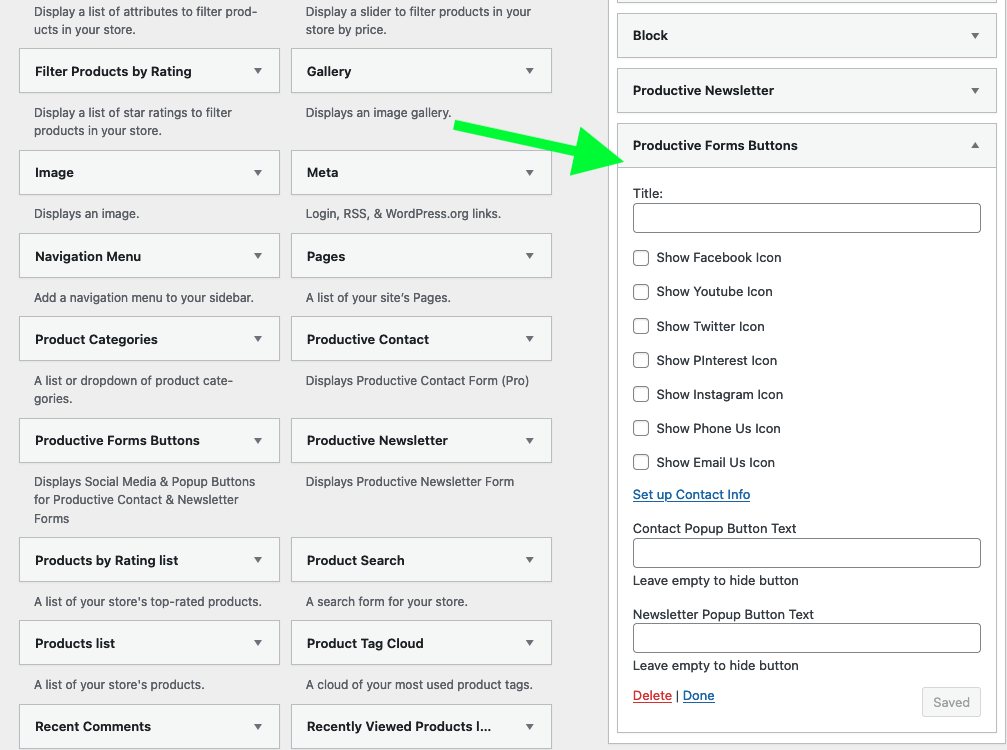 Display a list of attributes to filter prod-
ucts in your store.
Display a slider to filter products in your
store by price.
Filter Products by Rating
Gallery
Display a list of star ratings to filter
products in your store.
Displays an image gallery.
Image
Meta
Displays an image.
Login, RSS, & WordPress.org links.
Navigation Menu
Pages
Add a navigation menu to your sidebar.
A list of your site's Pages.
Product Categories
Productive Contact
A list or dropdown of product cate-
gories.
Displays Productive Contact Form (Pro)
Productive Forms Buttons
Productive Newsletter
Displays Social Media & Popup Buttons
for Productive Contact & Newsletter
Forms
Displays Productive Newsletter Form
Products by Rating list
Product Search
A list of your store's top-rated products.
A search form for your store.
Products list
Product Tag Cloud
A list of your store's products.
A cloud of your most used product tags.
Recent Comments
Recently Viewed Products l...
Block
Productive Newsletter
Productive Forms Buttons
Title:
Show Facebook Icon
Show Youtube Icon
Show Twitter Icon
Show PInterest Icon
Show Instagram Icon
Show Phone Us Icon
Show Email Us Icon
Set up Contact Info
Contact Popup Button Text
Leave empty to hide button
Newsletter Popup Button Text
Leave empty to hide button
Delete | Done
Saved